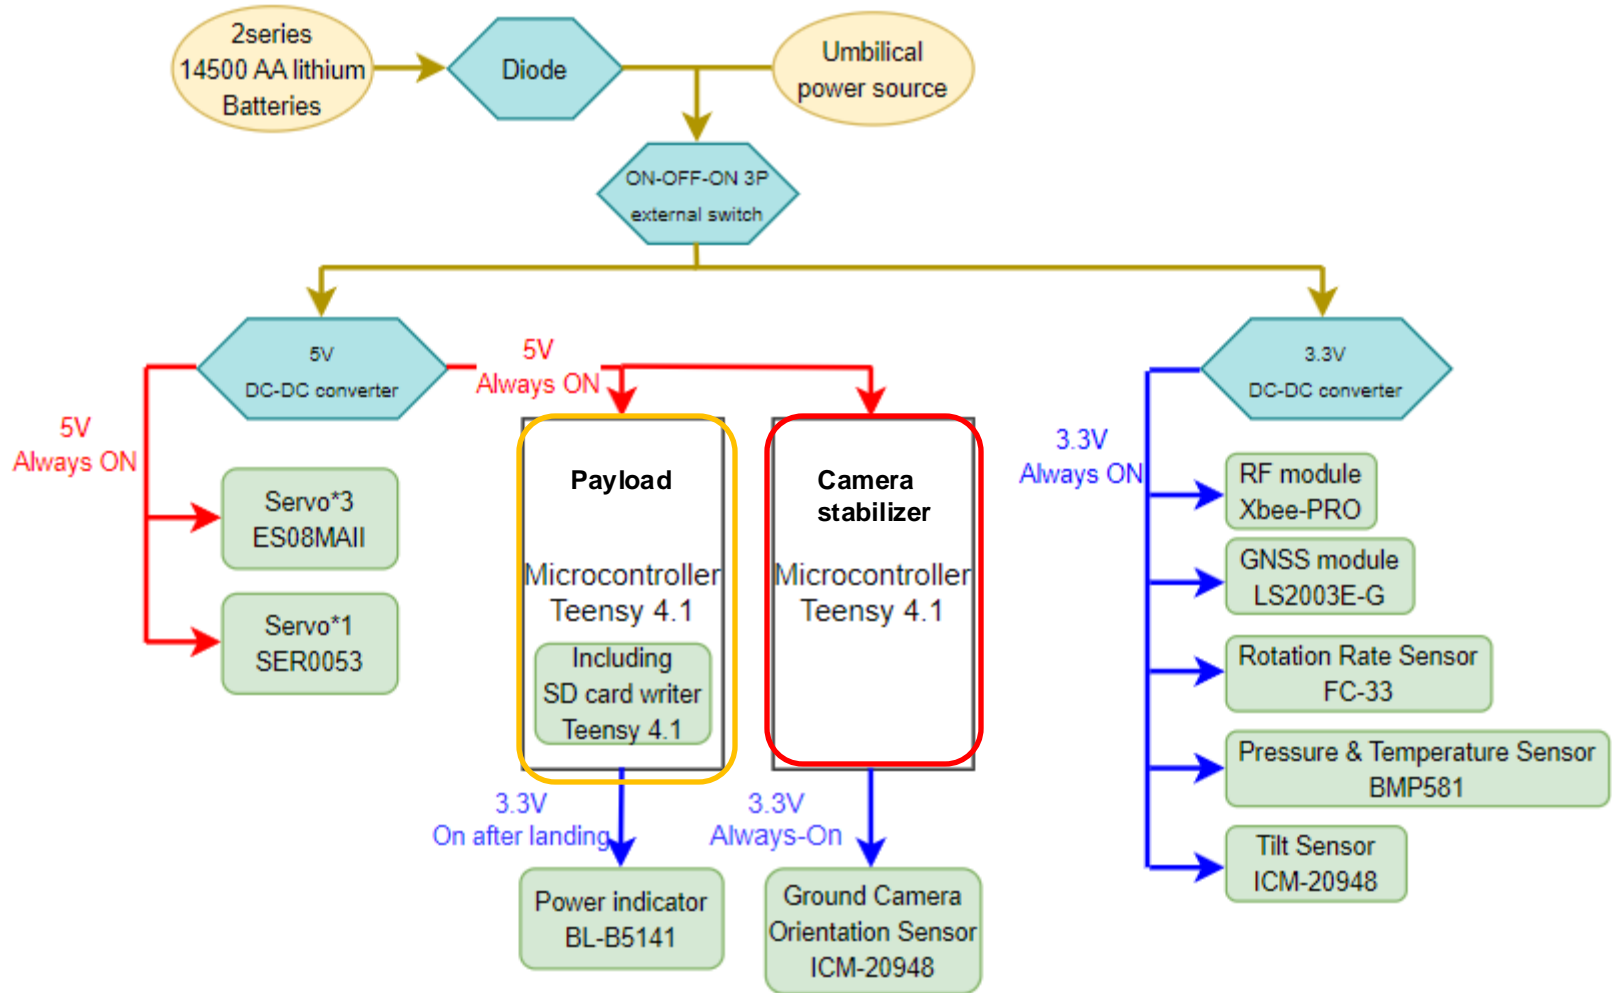 2series
14500 AA lithium
Batteries
Diode
Umbilical
power source
ON-OFF-ON 3P
external switch
5V
DC-DC converter
5V
Always ON
3.3V
DC-DC converter
5V
Always ON
Servo*3
ES08MAII
Servo*1
SER0053
Payload
Microcontroller
Teensy 4.1
Including
SD card writer
Teensy 4.1
3.3V
On after landing
Power indicator
BL-B5141
Camera
stabilizer
Microcontroller
Teensy 4.1
3.3V
Always-On
Ground Camera
Orientation Sensor
ICM-20948
3.3V
Always ON
RF module
Xbee-PRO
GNSS module
LS2003E-G
Rotation Rate Sensor
FC-33
Pressure & Temperature Sensor
BMP581
Tilt Sensor
ICM-20948